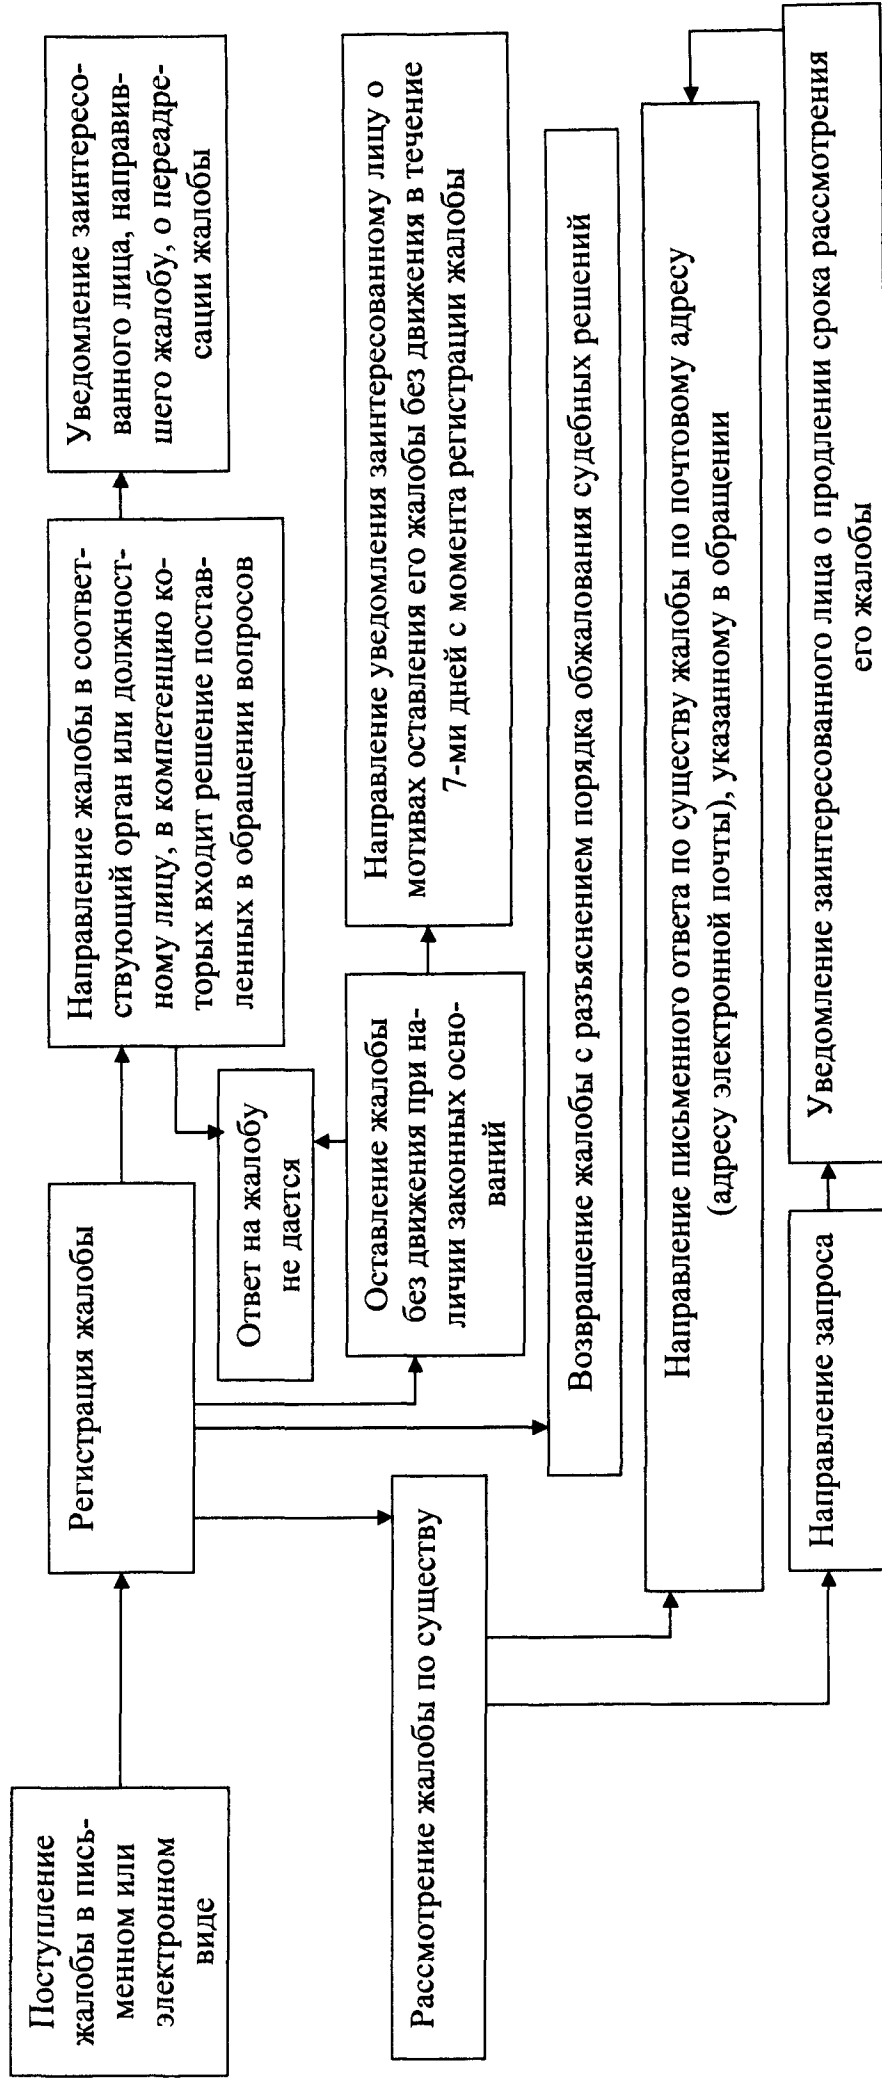 Поступление
жалобы в пись-
менном или
электронном
виде
Регистрация жалобы
Направление жалобы в соответ-
ствующий орган или должност-
ному лицу, в компетенцию ко-
торых входит решение постав-
ленных в обращении вопросов
Уведомление заинтересо-
ванного лица, направив-
шего жалобу, о переадре-
сации жалобы
Ответ на жалобу
не дается
Оставление жалобы
без движения при на-
личии законных осно-
ваний
Направление уведомления заинтересованному лицу о
мотивах оставления его жалобы без движения в течение
7-ми дней с момента регистрации жалобы
Рассмотрение жалобы по существу
Возвращение жалобы с разъяснением порядка обжалования судебных решений
Направление письменного ответа по существу жалобы по почтовому адресу
(адресу электронной почты), указанному в обращении
Направление запроса
Уведомление заинтересованного лица о продлении срока рассмотрения
его жалобы